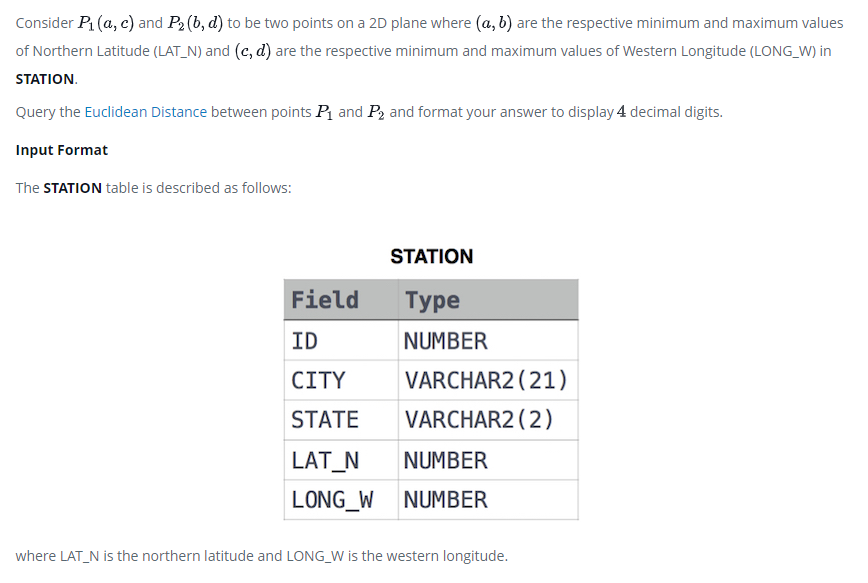 Consider P₁(a, c) and P₂(b, d) to be two points on a 2D plane where (a, b) are the respective minimum and maximum values
of Northern Latitude (LAT_N) and (c, d) are the respective minimum and maximum values of Western Longitude (LONG_W) in
STATION.
Query the Euclidean Distance between points P₁ and P₂ and format your answer to display 4 decimal digits.
Input Format
The STATION table is described as follows:
STATION
Field Type
ID NUMBER
CITY VARCHAR2(21)
STATE VARCHAR2(2)
LAT_N NUMBER
LONG_W NUMBER
where LAT_N is the northern latitude and LONG_W is the western longitude.